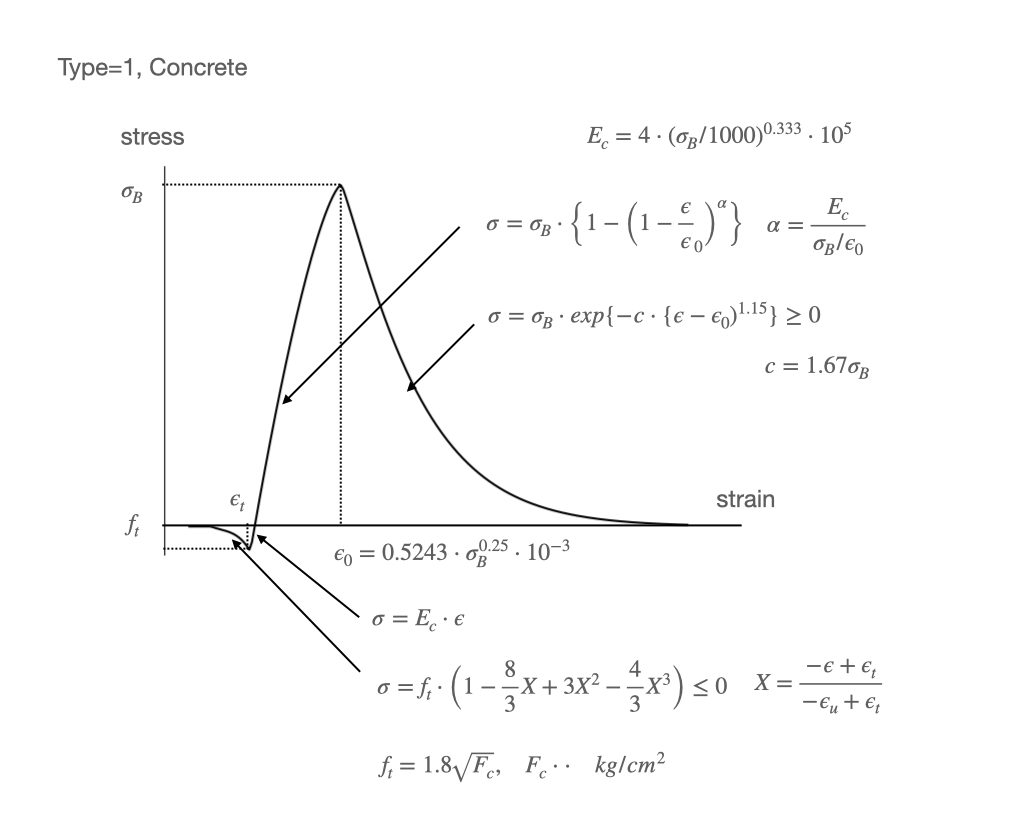 Type=1, Concrete
stress
E_c = 4 · (σ_B/1000)^0.333 · 10^5
σ_B
σ = σ_B · {1 − (1 − ϵ/ϵ_0)^α} α = E_c/(σ_B/ϵ_0)
σ = σ_B · exp{−c · {ϵ − ϵ_0)^1.15} ≥ 0
c = 1.67σ_B
ϵ_t
strain
f_t
ϵ_0 = 0.5243 · σ_B^0.25 · 10^−3
σ = E_c · ϵ
σ = f_t · (1 − 8/3 X + 3X^2 − 4/3 X^3) ≤ 0 X = (−ϵ + ϵ_t)/(−ϵ_u + ϵ_t)
f_t = 1.8√F_c, F_c · · kg/cm^2